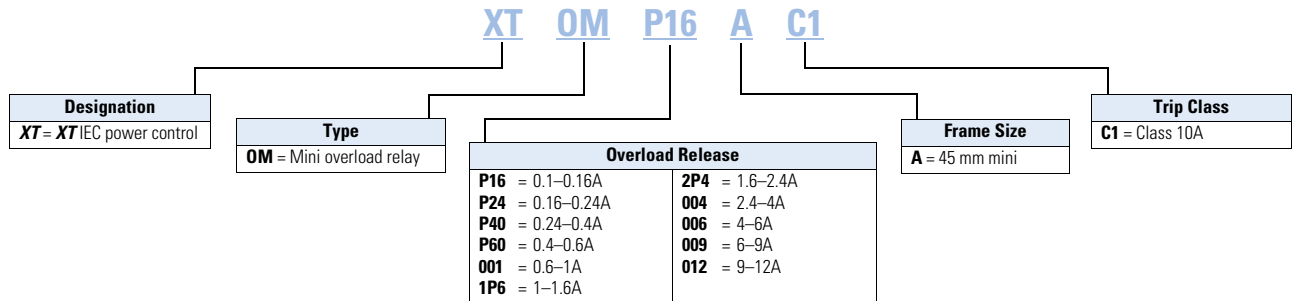 XT OM P16 A C1
Designation
XT = XT IEC power control
Type
OM = Mini overload relay
Overload Release
P16 = 0.1–0.16A
P24 = 0.16–0.24A
P40 = 0.24–0.4A
P60 = 0.4–0.6A
001 = 0.6–1A
1P6 = 1–1.6A
2P4 = 1.6–2.4A
004 = 2.4–4A
006 = 4–6A
009 = 6–9A
012 = 9–12A
Frame Size
A = 45 mm mini
Trip Class
C1 = Class 10A